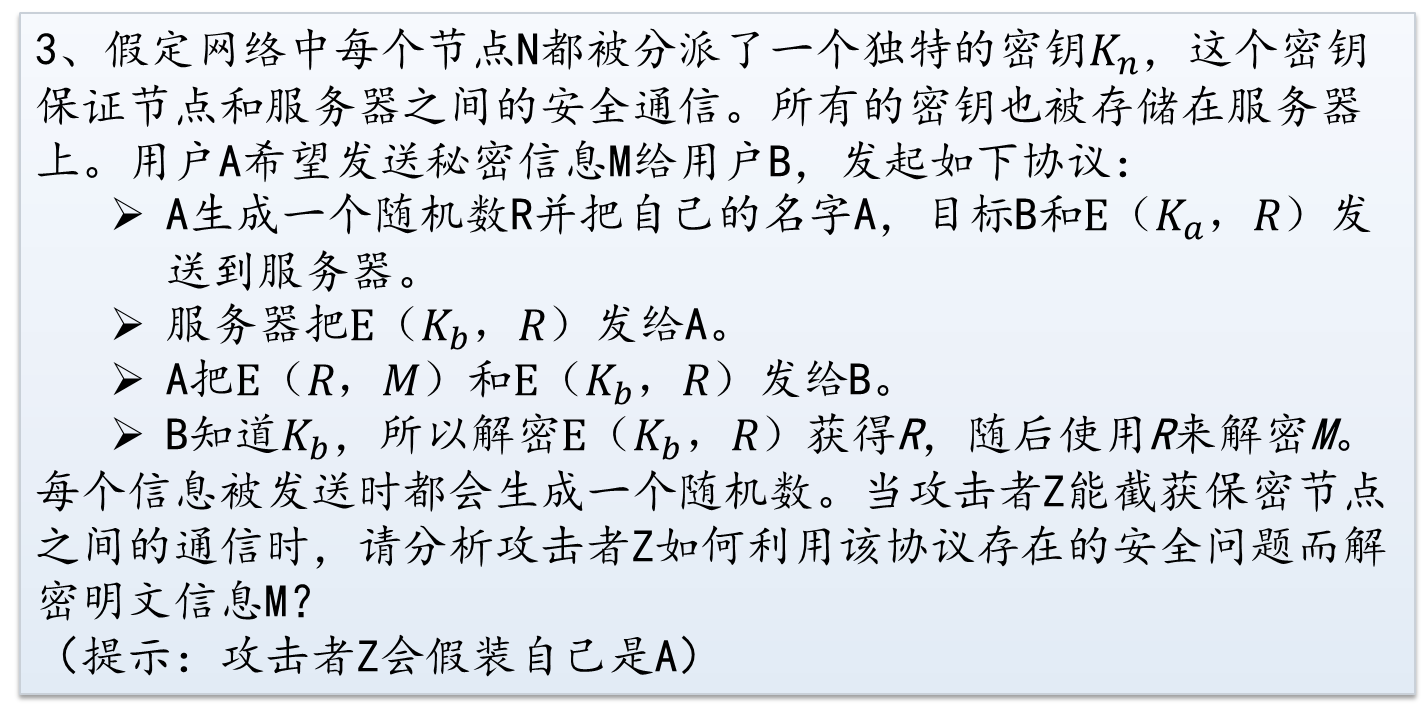 3、假定网络中每个节点N都被分派了一个独特的密钥Kₙ，这个密钥
保证节点和服务器之间的安全通信。所有的密钥也被存储在服务器
上。用户A希望发送秘密信息M给用户B，发起如下协议：
➢ A生成一个随机数R并把自己的名字A，目标B和E（Kₐ，R）发
送到服务器。
➢ 服务器把E（K_b，R）发给A。
➢ A把E（R，M）和E（K_b，R）发给B。
➢ B知道K_b，所以解密E（K_b，R）获得R，随后使用R来解密M。
每个信息被发送时都会生成一个随机数。当攻击者Z能截获保密节点
之间的通信时，请分析攻击者Z如何利用该协议存在的安全问题而解
密明文信息M？
（提示：攻击者Z会假装自己是A）